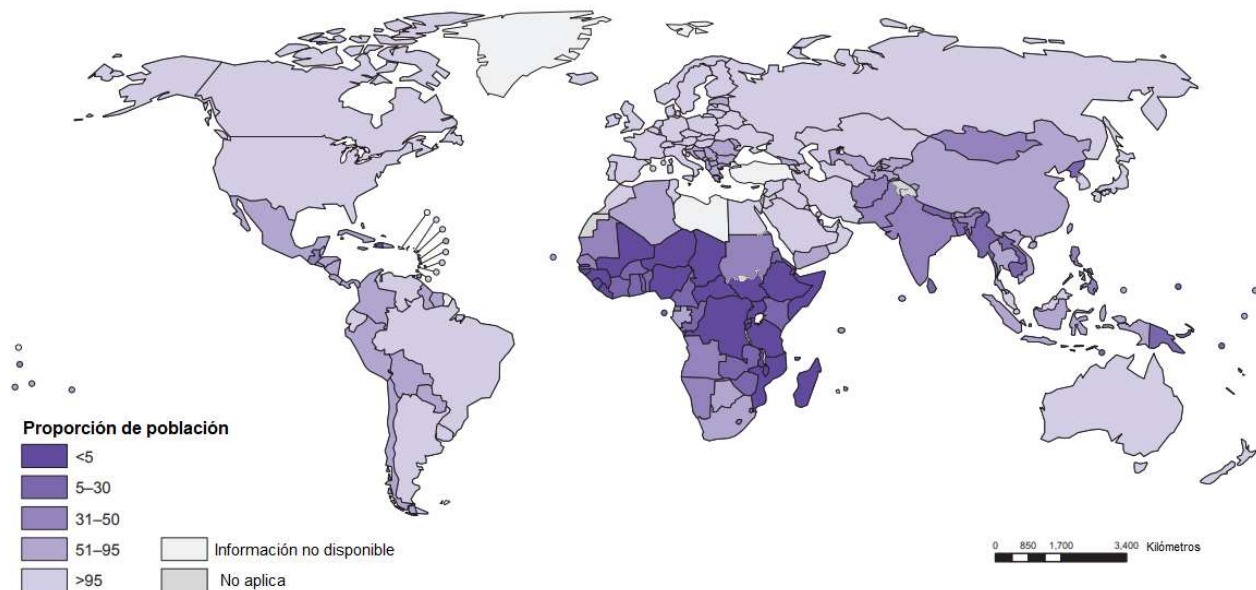 Proporción de población
<5
5–30
31–50
51–95
>95
Información no disponible
No aplica
0 850 1,700 3,400 Kilómetros